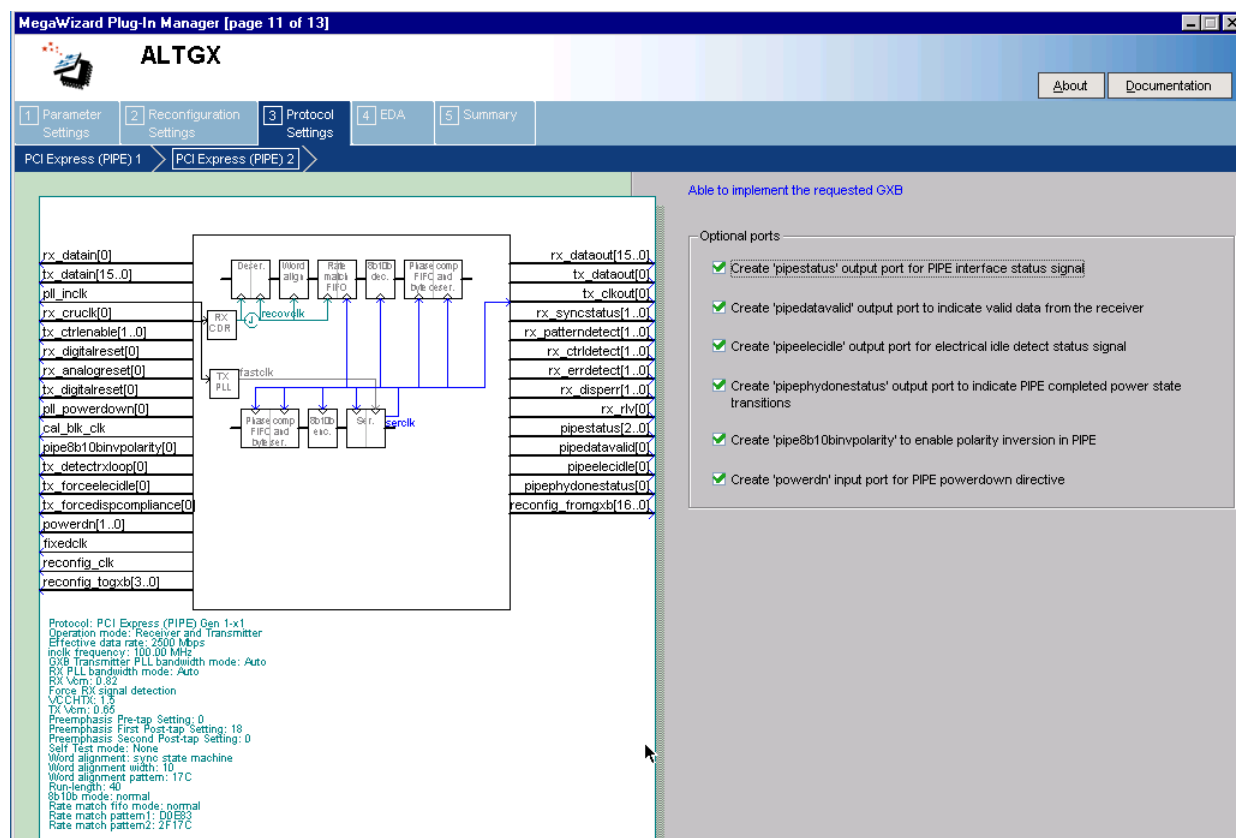 MegaWizard Plug-In Manager [page 11 of 13]
ALTGX
About
Documentation
1 Parameter Settings
2 Reconfiguration Settings
3 Protocol Settings
4 EDA
5 Summary
PCI Express (PIPE) 1
PCI Express (PIPE) 2
Able to implement the requested GXB
Optional ports
Create 'pipestatus' output port for PIPE interface status signal
Create 'pipedatavalid' output port to indicate valid data from the receiver
Create 'pipeelecidle' output port for electrical idle detect status signal
Create 'pipephydonestatus' output port to indicate PIPE completed power state
transitions
Create 'pipe8b10binvpolarity' to enable polarity inversion in PIPE
Create 'powerdn' input port for PIPE powerdown directive
rx_datain[0]
tx_datain[15..0]
pll_inclk
rx_cruclk[0]
tx_ctrlenable[1..0]
rx_digitalreset[0]
rx_analogreset[0]
tx_digitalreset[0]
pll_powerdown[0]
cal_blk_clk
pipe8b10binvpolarity[0]
tx_detectrxloop[0]
tx_forceelecidle[0]
tx_forcedispcompliance[0]
powerdn[1..0]
fixedclk
reconfig_clk
reconfig_togxb[3..0]
Deser.
Word
align
Rate
match
FIFO
8b10b
dec.
Phase comp
FIFO and
byte deser.
RX
CDR
recovclk
TX
PLL
fastclk
Phase comp
FIFO and
byte ser.
8b10b
enc.
Ser.
serclk
rx_dataout[15..0]
tx_dataout[0]
tx_clkout[0]
rx_syncstatus[1..0]
rx_patterndetect[1..0]
rx_ctrldetect[1..0]
rx_errdetect[1..0]
rx_disperr[1..0]
rx_rlv[0]
pipestatus[2..0]
pipedatavalid[0]
pipeelecidle[0]
pipephydonestatus[0]
reconfig_fromgxb[16..0]
Protocol: PCI Express (PIPE) Gen 1-x1
Operation mode: Receiver and Transmitter
Effective data rate: 2500 Mbps
inclk frequency: 100.00 MHz
GXB Transmitter PLL bandwidth mode: Auto
RX PLL bandwidth mode: Auto
RX Vcm: 0.82
Force RX signal detection
VCCHTX: 1.5
TX Vcm: 0.65
Preemphasis Pre-tap Setting: 0
Preemphasis First Post-tap Setting: 18
Preemphasis Second Post-tap Setting: 0
Self Test mode: None
Word alignment: sync state machine
Word alignment width: 10
Word alignment pattern: 17C
Run-length: 40
8b10b mode: normal
Rate match fifo mode: normal
Rate match pattern1: D0E83
Rate match pattern2: 2F17C